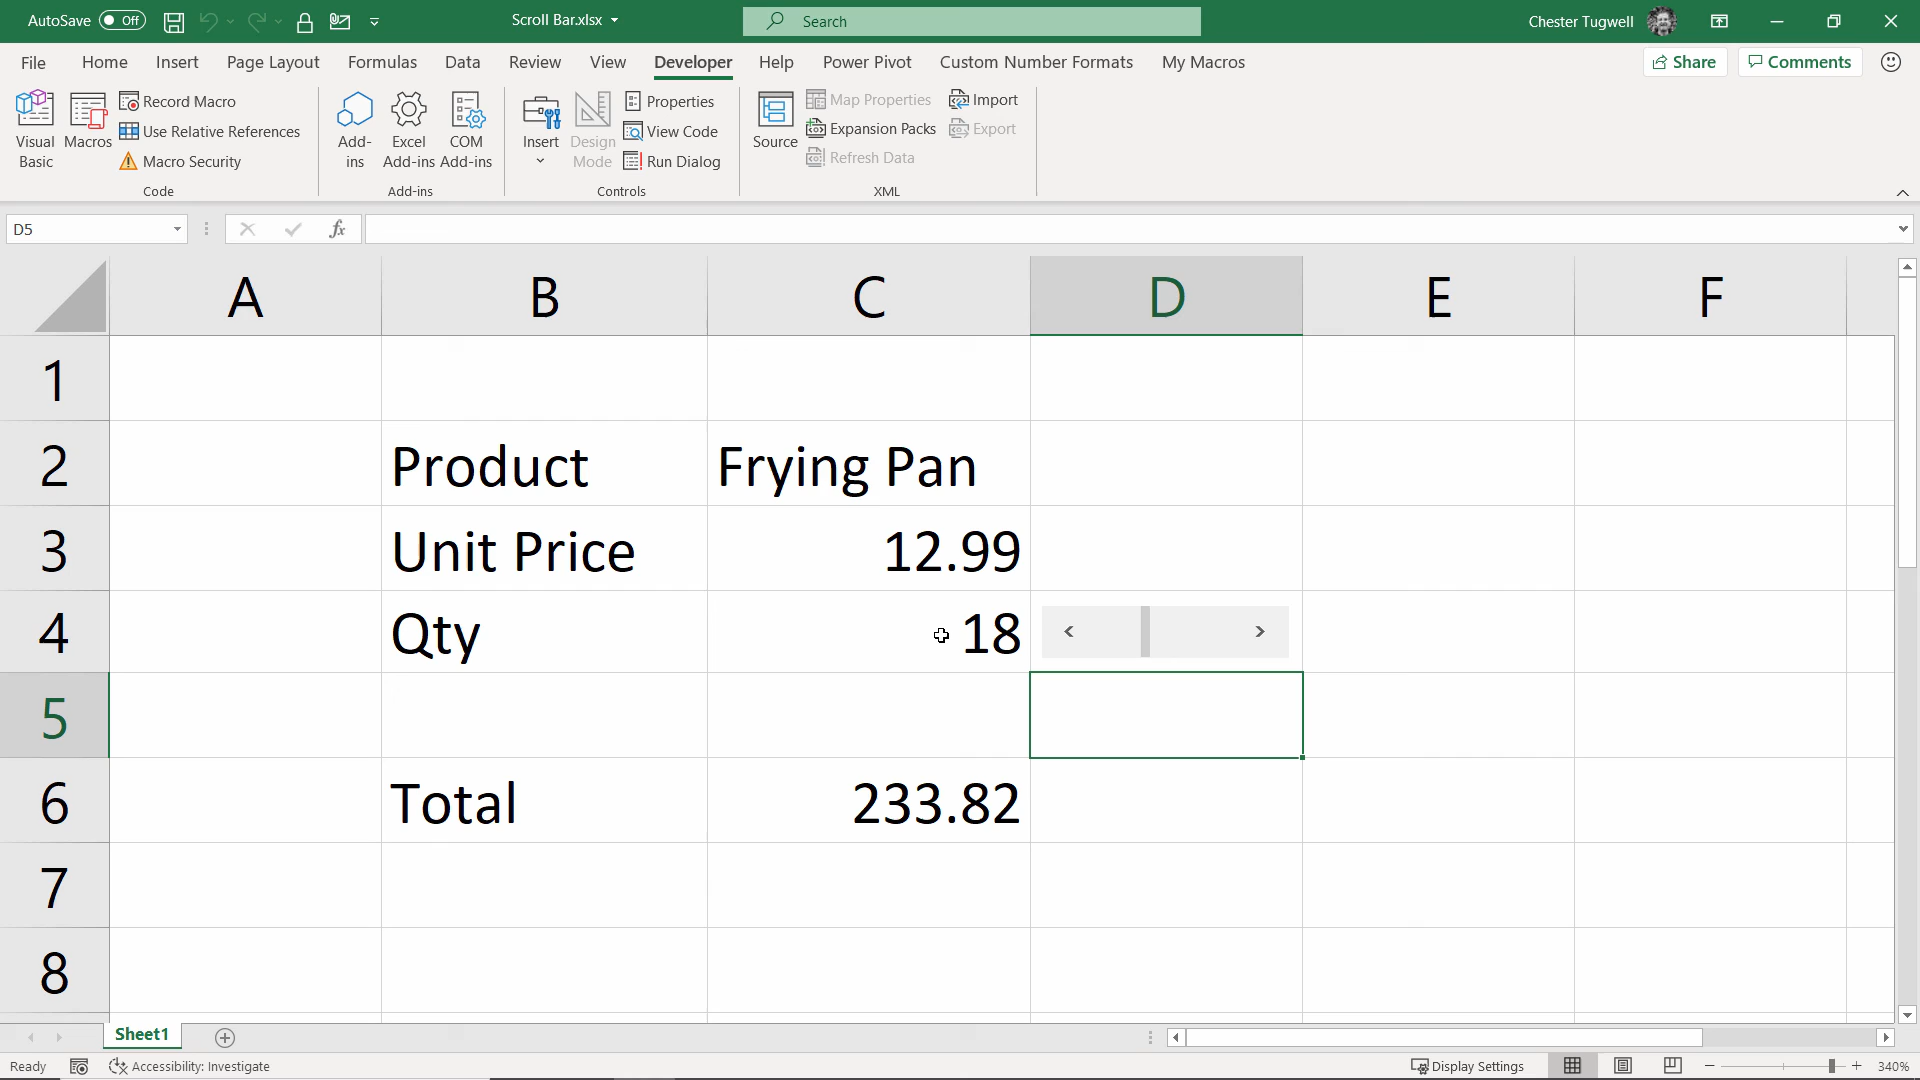 AutoSave Off Scroll Bar.xlsx Search Chester Tugwell
File Home Insert Page Layout Formulas Data Review View Developer Help Power Pivot Custom Number Formats My Macros Share Comments
Visual Basic
Macros
Record Macro
Use Relative References
Macro Security
Code
Add-ins
Excel Add-ins
COM Add-ins
Add-ins
Insert
Design Mode
Properties
View Code
Run Dialog
Controls
Source
Map Properties
Expansion Packs
Refresh Data
Import
Export
XML
D5 fx
A B C D E F
1
2 Product Frying Pan
3 Unit Price 12.99
4 Qty 18
5
6 Total 233.82
7
8
Sheet1
Ready Accessibility: Investigate Display Settings 340%